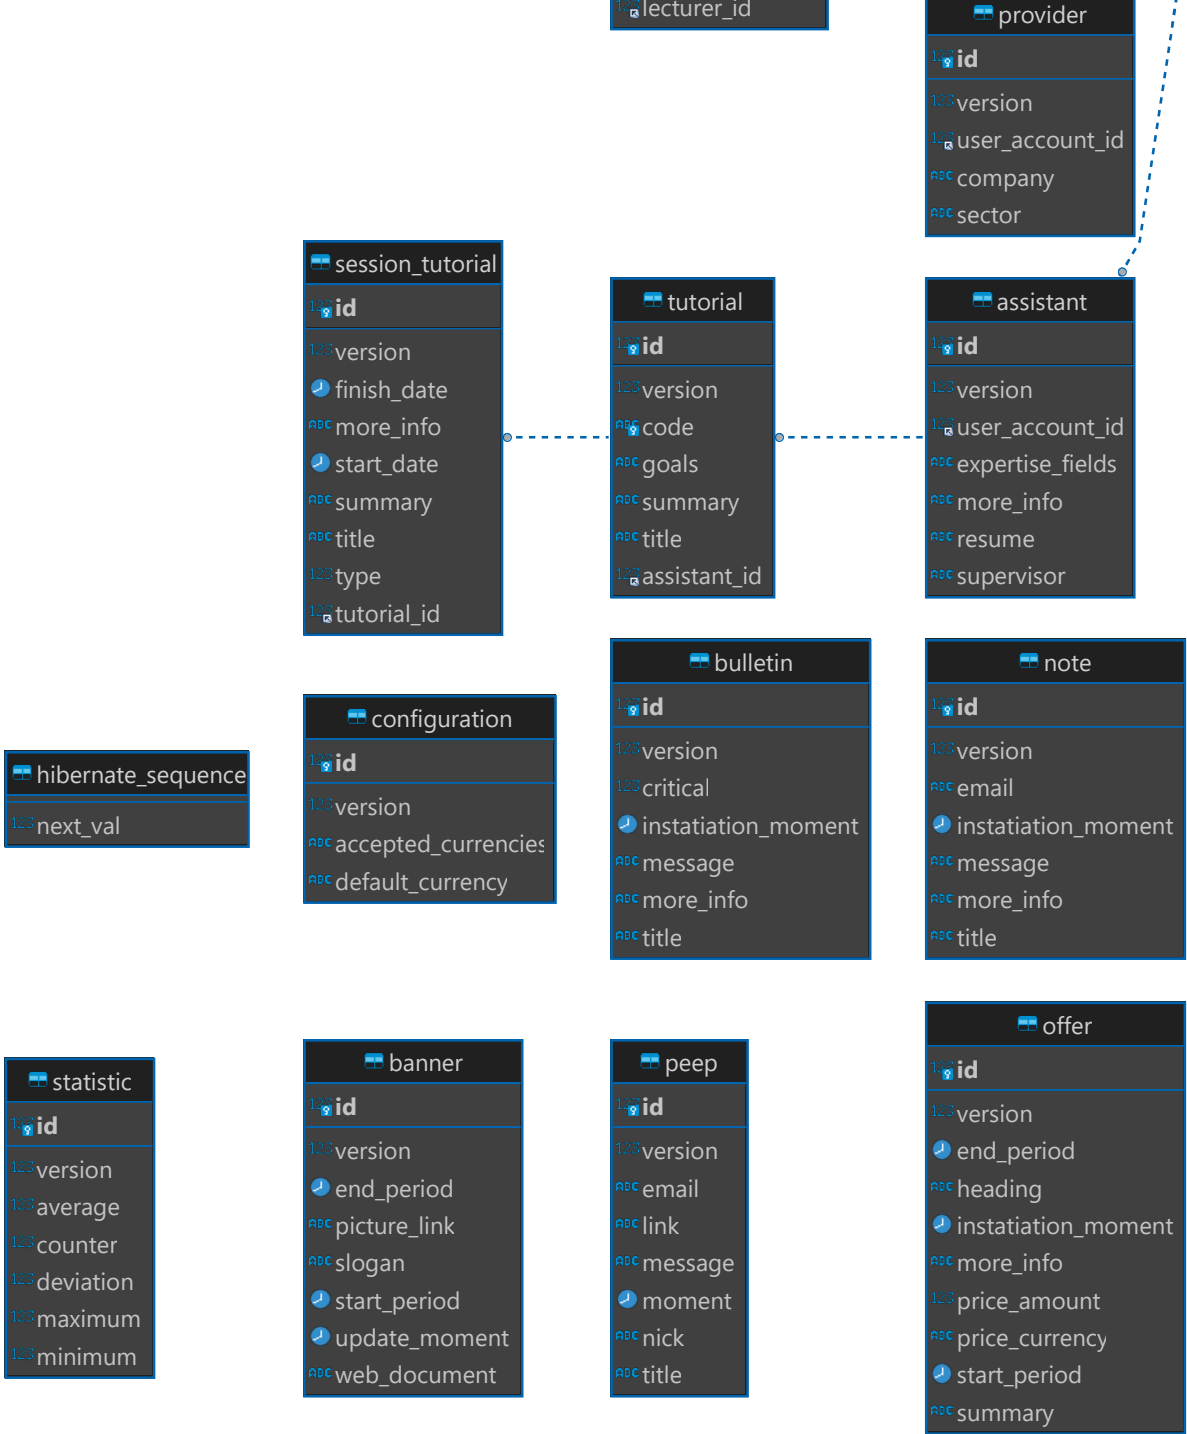 lecturer_id
provider
id
version
user_account_id
company
sector
session_tutorial
id
version
finish_date
more_info
start_date
summary
title
type
tutorial_id
tutorial
id
version
code
goals
summary
title
assistant_id
assistant
id
version
user_account_id
expertise_fields
more_info
resume
supervisor
hibernate_sequence
next_val
configuration
id
version
accepted_currencies
default_currency
bulletin
id
version
critical
instatiation_moment
message
more_info
title
note
id
version
email
instatiation_moment
message
more_info
title
statistic
id
version
average
counter
deviation
maximum
minimum
banner
id
version
end_period
picture_link
slogan
start_period
update_moment
web_document
peep
id
version
email
link
message
moment
nick
title
offer
id
version
end_period
heading
instatiation_moment
more_info
price_amount
price_currency
start_period
summary